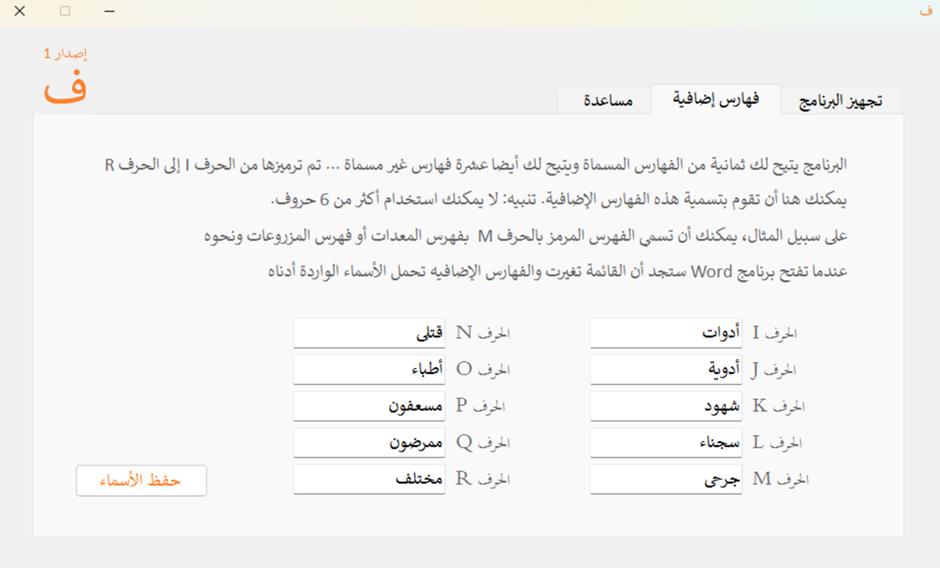 ف
إصدار 1
ف
تجهيز البرنامج
فهارس إضافية
مساعدة
البرنامج يتيح لك ثمانية من الفهارس المسماة ويتيح لك أيضا عشرة فهارس غير مسماة ... تم ترميزها من الحرف I إلى الحرف R
يمكنك هنا أن تقوم بتسمية هذه الفهارس الإضافية. تنبيه: لا يمكنك استخدام أكثر من 6 حروف.
على سبيل المثال، يمكنك أن تسمي الفهرس المرمز بالحرف M بفهرس المعدات أو فهرس المزروعات ونحوه
عندما تفتح برنامج Word ستجد أن القائمة تغيرت والفهارس الإضافيه تحمل الأسماء الواردة أدناه
الحرف I أدوات الحرف N قتلى
الحرف J أدوية الحرف O أطباء
الحرف K شهود الحرف P مسعفون
الحرف L سجناء الحرف Q ممرضون
الحرف M جرحى الحرف R مختلف
حفظ الأسماء